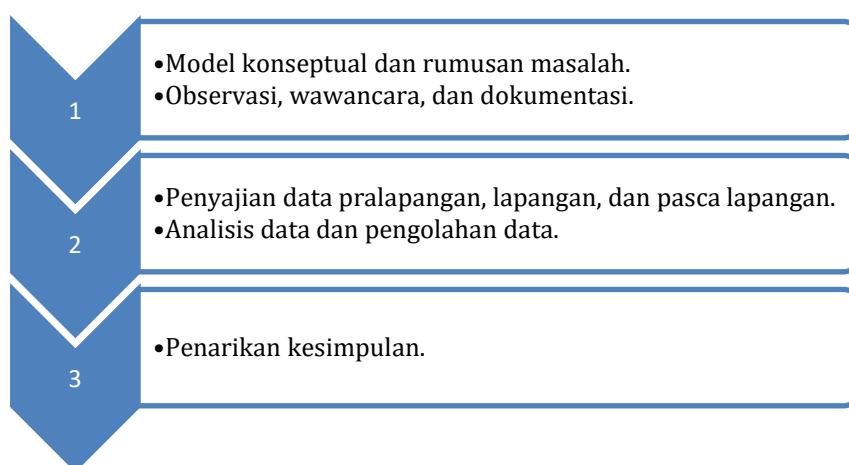 1
•Model konseptual dan rumusan masalah.
•Observasi, wawancara, dan dokumentasi.
2
•Penyajian data pralapangan, lapangan, dan pasca lapangan.
•Analisis data dan pengolahan data.
3
•Penarikan kesimpulan.